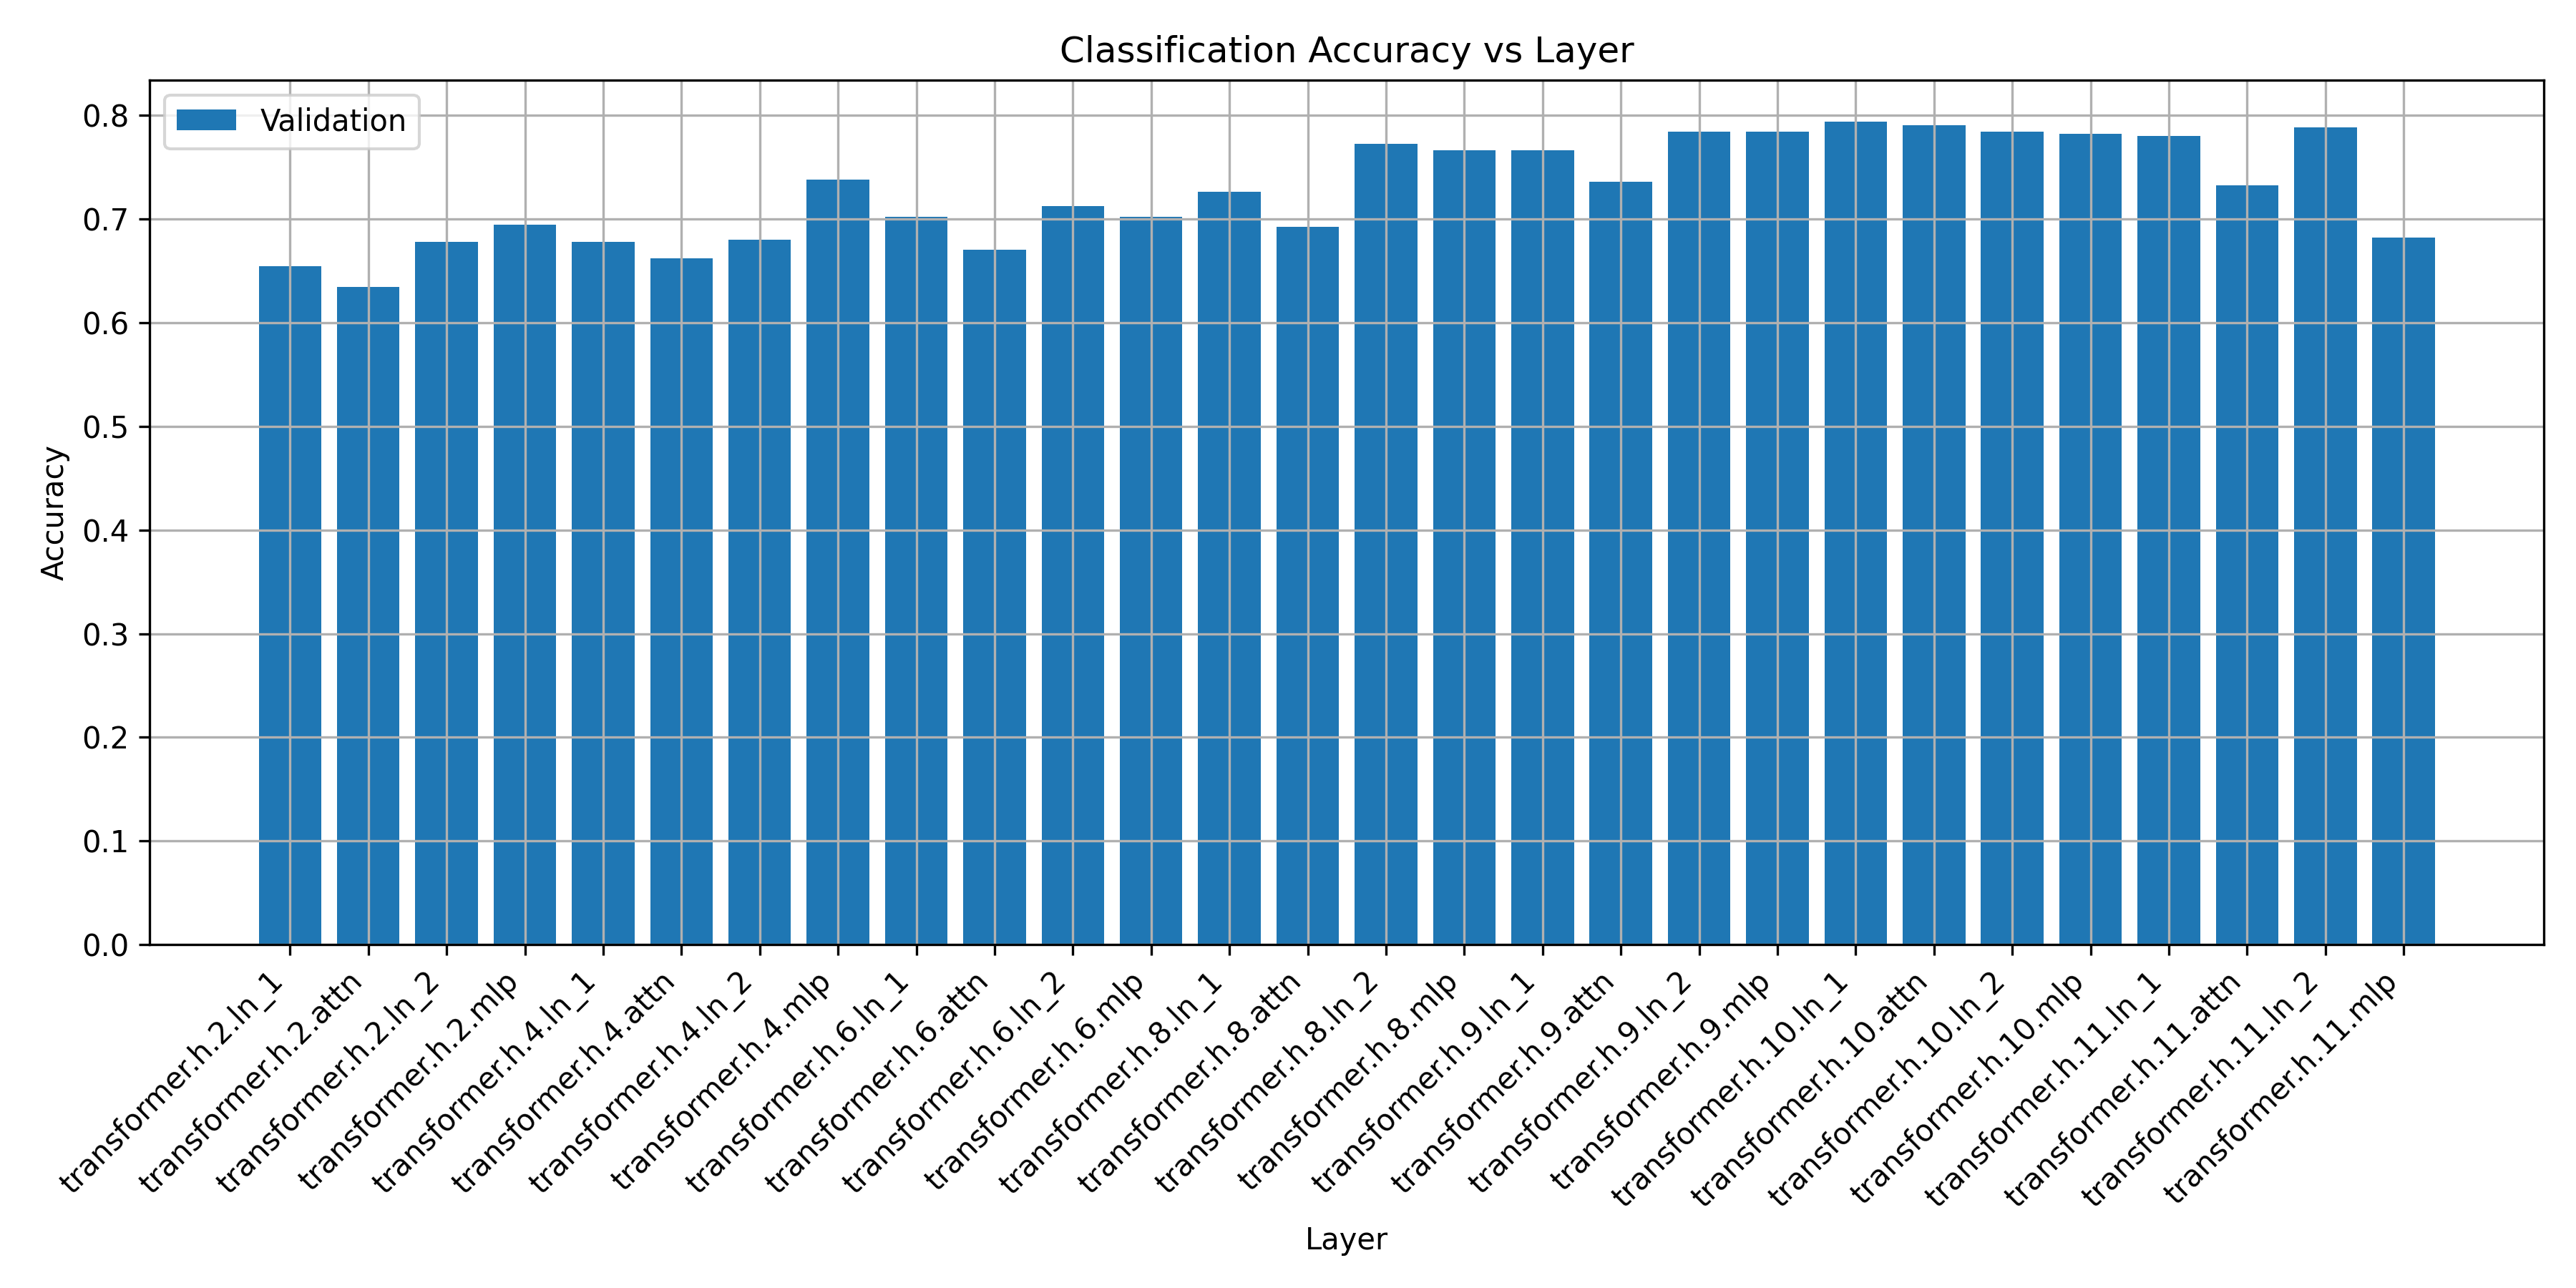 Classification Accuracy vs Layer
Validation
Accuracy
0.8
0.7
0.6
0.5
0.4
0.3
0.2
0.1
0.0
transformer.h.2.ln_1
transformer.h.2.attn
transformer.h.2.ln_2
transformer.h.2.mlp
transformer.h.4.ln_1
transformer.h.4.attn
transformer.h.4.ln_2
transformer.h.4.mlp
transformer.h.6.ln_1
transformer.h.6.attn
transformer.h.6.ln_2
transformer.h.6.mlp
transformer.h.8.ln_1
transformer.h.8.attn
transformer.h.8.ln_2
transformer.h.8.mlp
transformer.h.9.ln_1
transformer.h.9.attn
transformer.h.9.ln_2
transformer.h.9.mlp
transformer.h.10.ln_1
transformer.h.10.attn
transformer.h.10.ln_2
transformer.h.10.mlp
transformer.h.11.ln_1
transformer.h.11.attn
transformer.h.11.ln_2
transformer.h.11.mlp
Layer